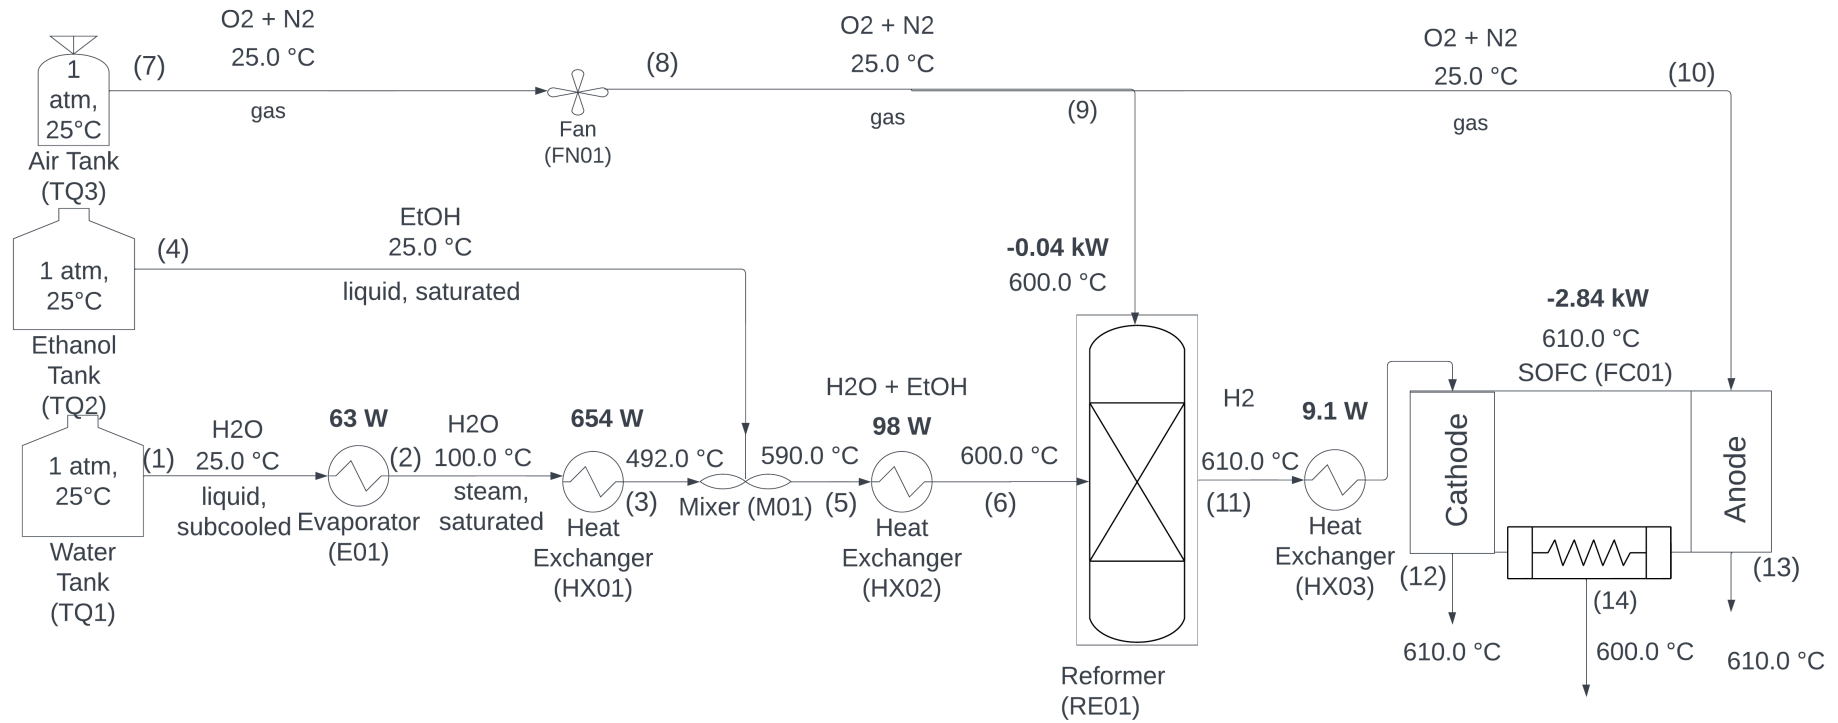 O2 + N2
25.0 °C
(7)
gas
1
atm,
25°C
Air Tank
(TQ3)
Fan
(FN01)
(8)
O2 + N2
25.0 °C
gas
(9)
O2 + N2
25.0 °C
gas
(10)
1 atm,
25°C
Ethanol
Tank
(TQ2)
(4)
EtOH
25.0 °C
liquid, saturated
-0.04 kW
600.0 °C
-2.84 kW
610.0 °C
SOFC (FC01)
1 atm,
25°C
Water
Tank
(TQ1)
(1)
H2O
25.0 °C
liquid,
subcooled
63 W
Evaporator
(E01)
(2)
H2O
100.0 °C
steam,
saturated
654 W
Heat
Exchanger
(HX01)
492.0 °C
(3)
Mixer (M01)
590.0 °C
(5)
H2O + EtOH
98 W
Heat
Exchanger
(HX02)
600.0 °C
(6)
Reformer
(RE01)
H2
610.0 °C
(11)
9.1 W
Heat
Exchanger
(HX03)
Cathode
Anode
(12)
610.0 °C
(14)
600.0 °C
(13)
610.0 °C